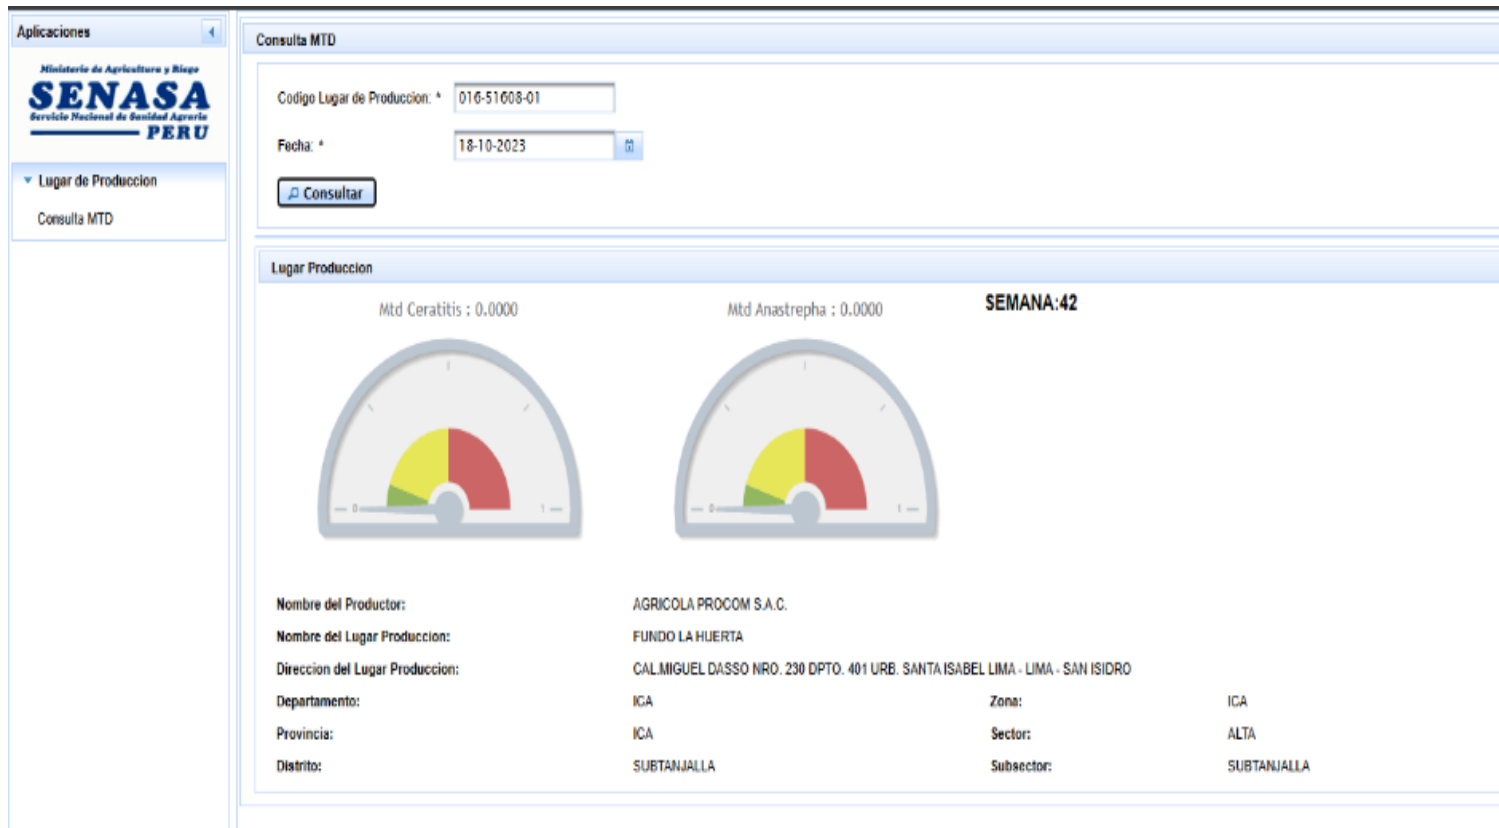 Aplicaciones
Ministerio de Agricultura y Riego
SENASA
Servicio Nacional de Sanidad Agraria
PERU
Lugar de Produccion
Consulta MTD
Consulta MTD
Codigo Lugar de Produccion: * 016-51608-01
Fecha: * 18-10-2023
Consultar
Lugar Produccion
Mtd Ceratitis : 0.0000 Mtd Anastrepha : 0.0000 SEMANA:42
0 1 0 1
Nombre del Productor: AGRICOLA PROCOM S.A.C.
Nombre del Lugar Produccion: FUNDO LA HUERTA
Direccion del Lugar Produccion: CAL.MIGUEL DASSO NRO. 230 DPTO. 401 URB. SANTA ISABEL LIMA - LIMA - SAN ISIDRO
Departamento: ICA Zona: ICA
Provincia: ICA Sector: ALTA
Distrito: SUBTANJALLA Subsector: SUBTANJALLA